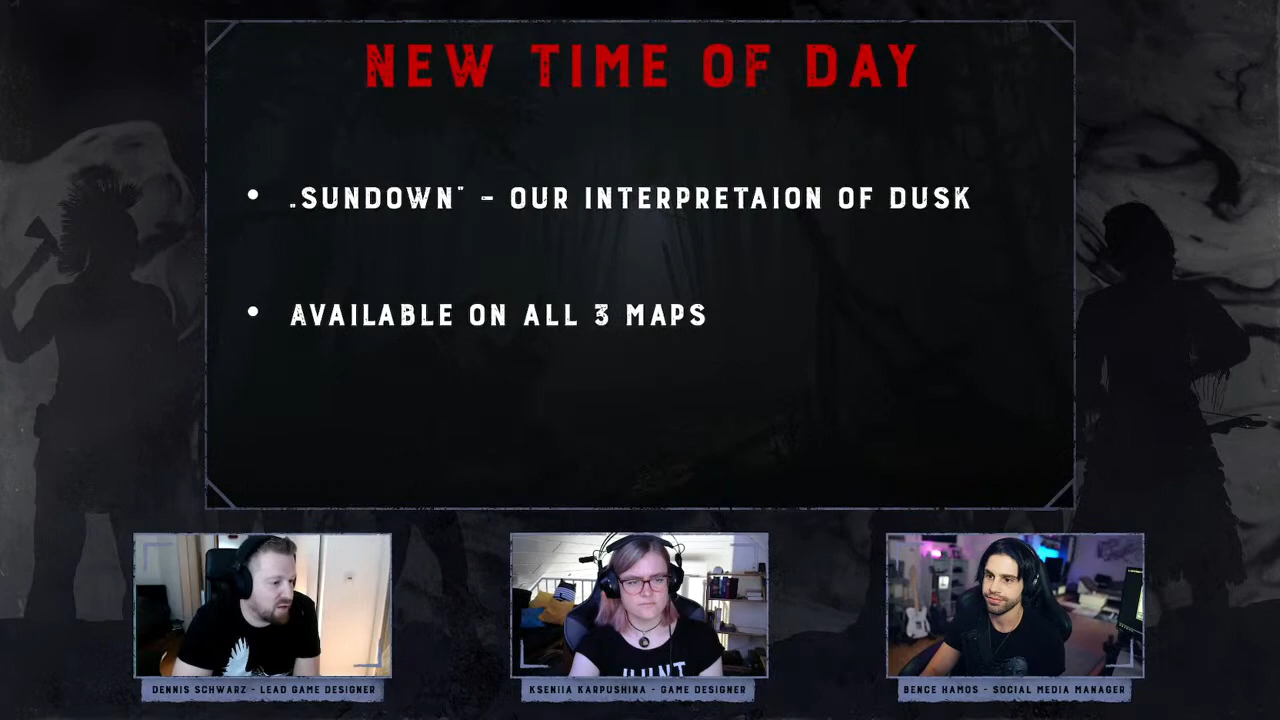 NEW TIME OF DAY
• „SUNDOWN" - OUR INTERPRETAION OF DUSK
• AVAILABLE ON ALL 3 MAPS
HUNT
DENNIS SCHWARZ - LEAD GAME DESIGNER
KSENIIA KARPUSHINA - GAME DESIGNER
BENCE HAMOS - SOCIAL MEDIA MANAGER